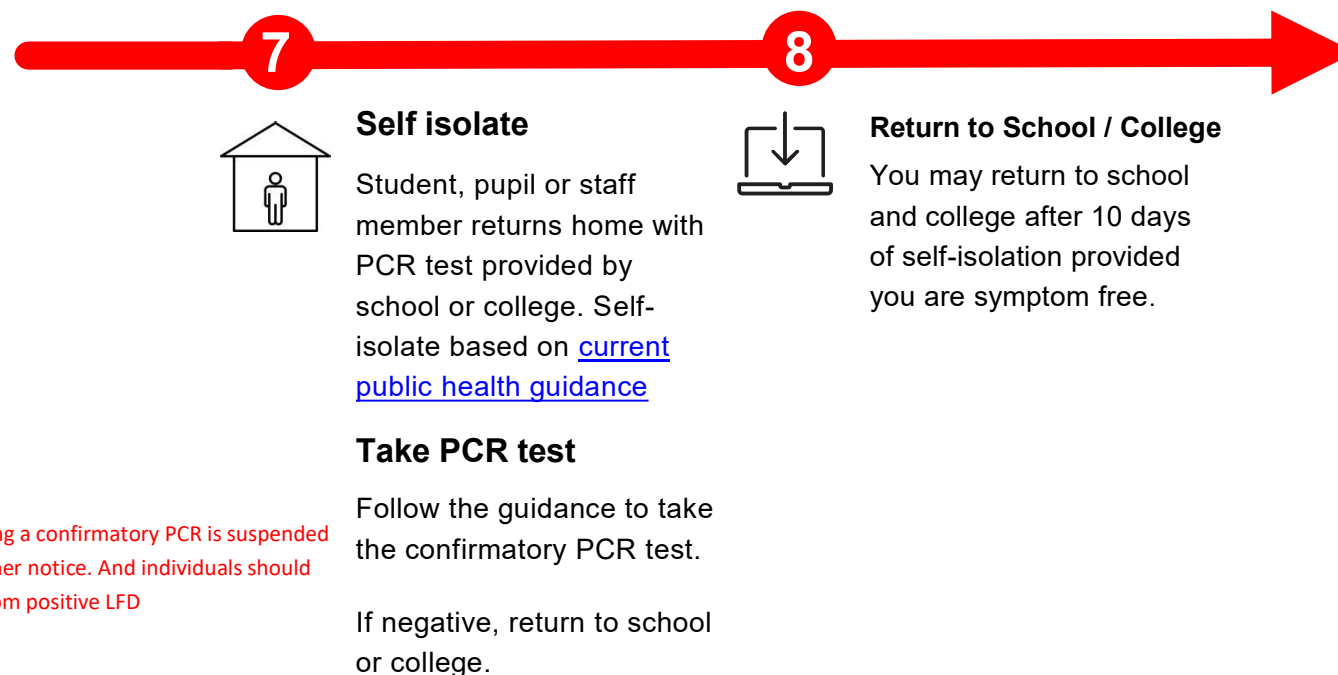 7
8
Self isolate
Student, pupil or staff
member returns home with
PCR test provided by
school or college. Self-
isolate based on current
public health guidance
Take PCR test
Follow the guidance to take
the confirmatory PCR test.
If negative, return to school
or college.
Return to School / College
You may return to school
and college after 10 days
of self-isolation provided
you are symptom free.
a confirmatory PCR is suspended
notice. And individuals should
positive LFD